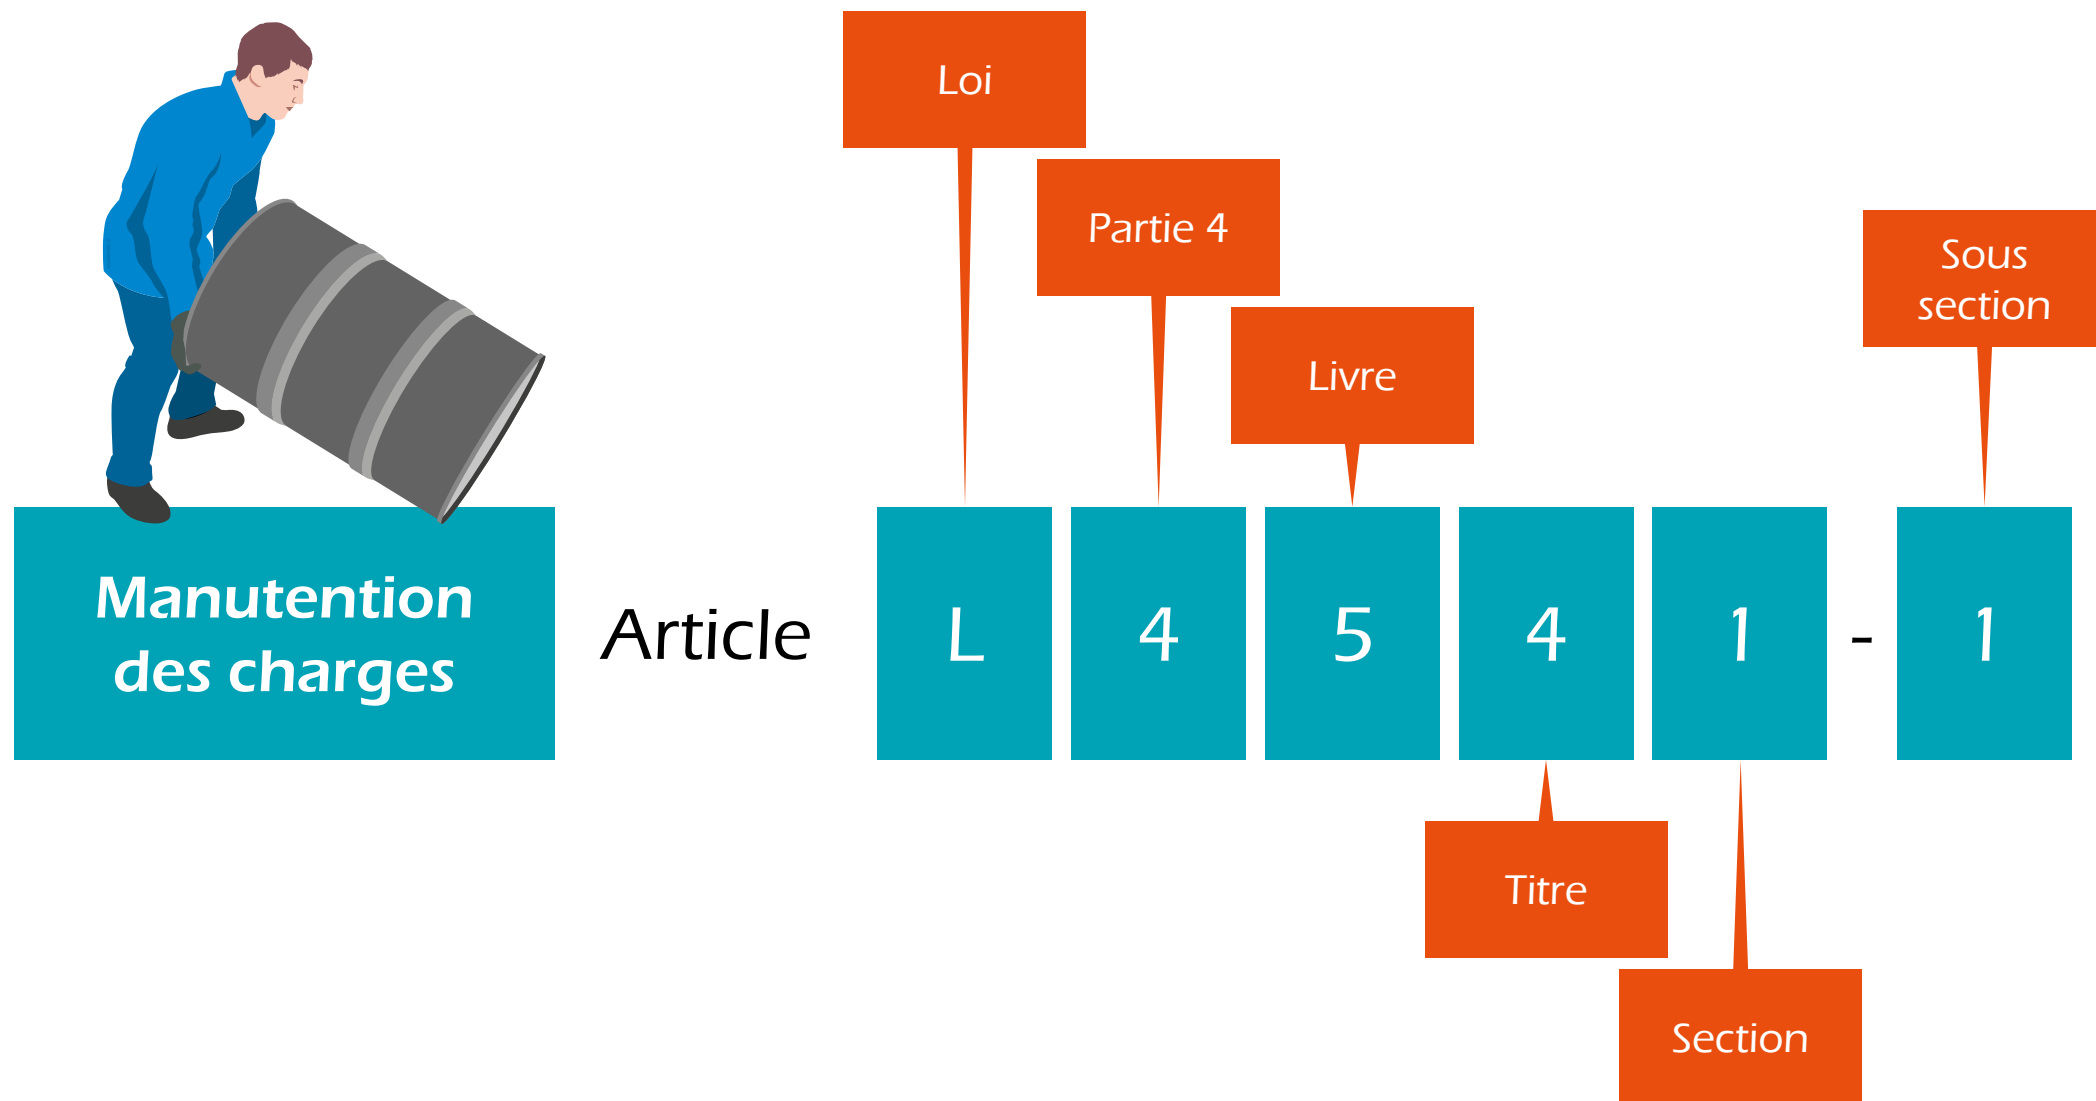 Loi
Partie 4
Livre
Sous
section
Manutention
des charges
Article L 4 5 4 1 - 1
Titre
Section